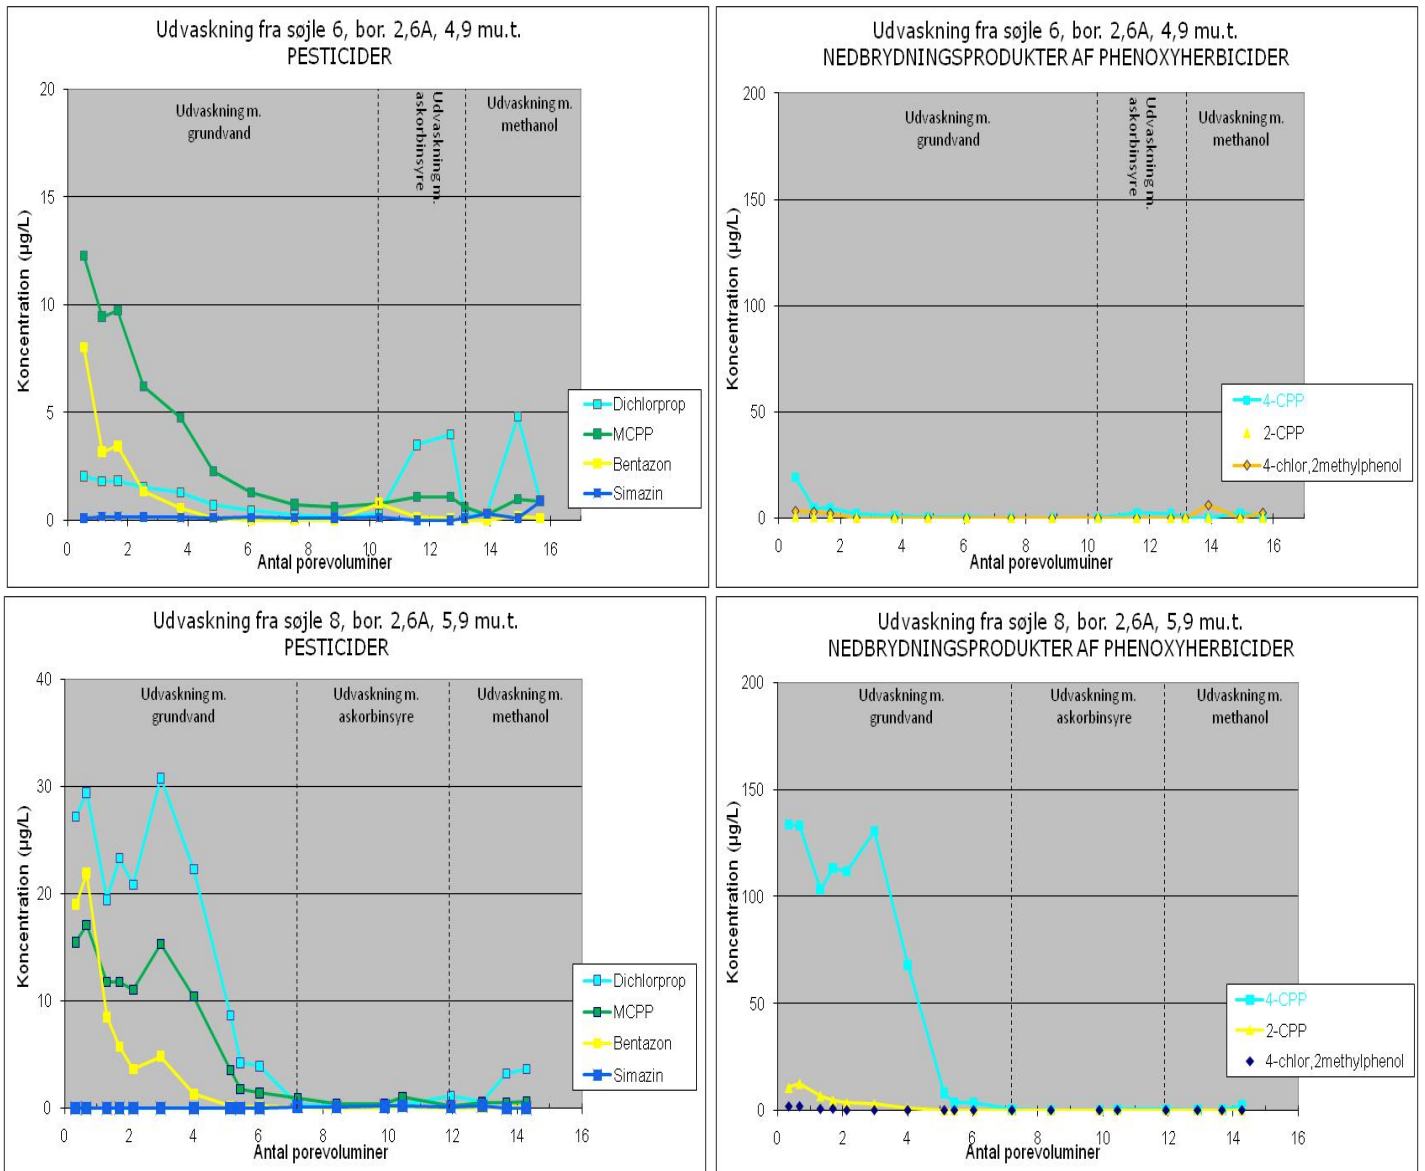 Udvaskning fra søjle 6, bor. 2,6A, 4,9 mu.t.
PESTICIDER
Koncentration (µg/L)
20
15
10
5
0
Udvaskning m.
grundvand
Udvaskning m.
askorbinsyre
Udvaskning m.
methanol
Dichlorprop
MCPP
Bentazon
Simazin
0 2 4 6 8 10 12 14 16
Antal porevoluminer
Udvaskning fra søjle 6, bor. 2,6A, 4,9 mu.t.
NEDBRYDNINGSPRODUKTER AF PHENOXYHERBICIDER
Koncentration (µg/L)
200
150
100
50
0
Udvaskning m.
grundvand
Udvaskning m.
askorbinsyre
Udvaskning m.
methanol
4-CPP
2-CPP
4-chlor,2methylphenol
0 2 4 6 8 10 12 14 16
Antal porevolumuiner
Udvaskning fra søjle 8, bor. 2,6A, 5,9 mu.t.
PESTICIDER
Koncentration (µg/L)
40
30
20
10
0
Udvaskning m.
grundvand
Udvaskning m.
askorbinsyre
Udvaskning m.
methanol
Dichlorprop
MCPP
Bentazon
Simazin
0 2 4 6 8 10 12 14 16
Antal porevoluminer
Udvaskning fra søjle 8, bor. 2,6A, 5,9 mu.t.
NEDBRYDNINGSPRODUKTER AF PHENOXYHERBICIDER
Koncentration (µg/L)
200
150
100
50
0
Udvaskning m.
grundvand
Udvaskning m.
askorbinsyre
Udvaskning m.
methanol
4-CPP
2-CPP
4-chlor,2methylphenol
0 2 4 6 8 10 12 14 16
Antal porevoluminer